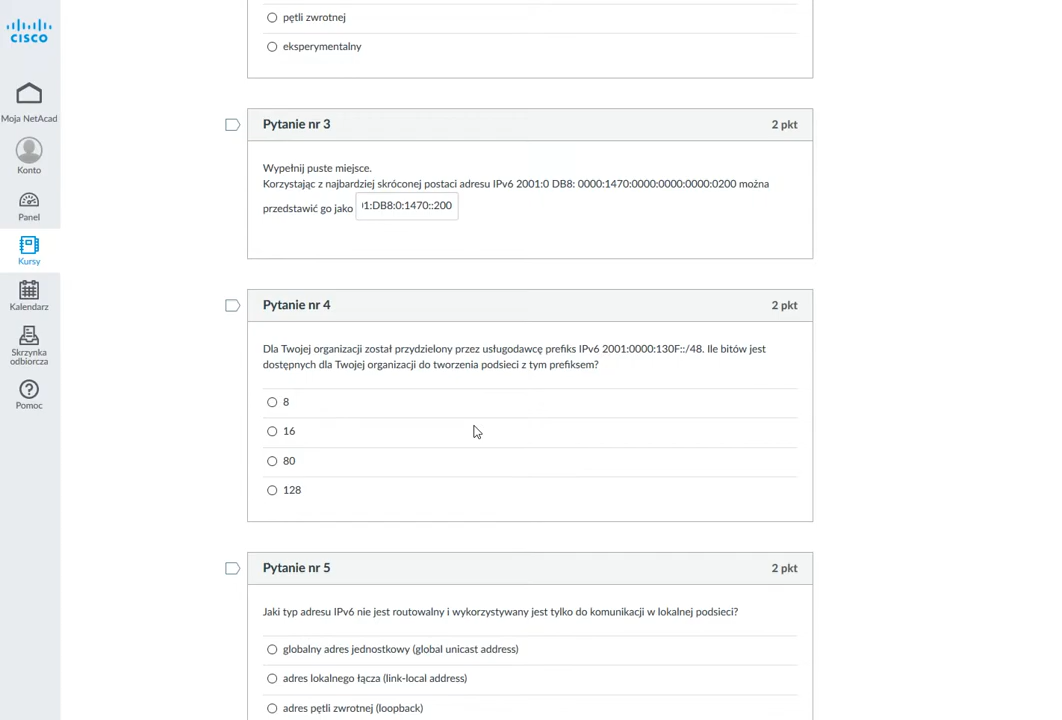 pętli zwrotnej
eksperymentalny
CISCO
Moja NetAcad
Konto
Panel
Kursy
Kalendarz
Skrzynka
odbiorcza
Pomoc
Pytanie nr 3 2 pkt
Wypełnij puste miejsce.
Korzystając z najbardziej skróconej postaci adresu IPv6 2001:0 DB8: 0000:1470:0000:0000:0000:0200 można
przedstawić go jako 1:DB8:0:1470::200
Pytanie nr 4 2 pkt
Dla Twojej organizacji został przydzielony przez usługodawcę prefiks IPv6 2001:0000:130F::/48. Ile bitów jest
dostępnych dla Twojej organizacji do tworzenia podsieci z tym prefiksem?
8
16
80
128
Pytanie nr 5 2 pkt
Jaki typ adresu IPv6 nie jest routowalny i wykorzystywany jest tylko do komunikacji w lokalnej podsieci?
globalny adres jednostkowy (global unicast address)
adres lokalnego łącza (link-local address)
adres pętli zwrotnej (loopback)